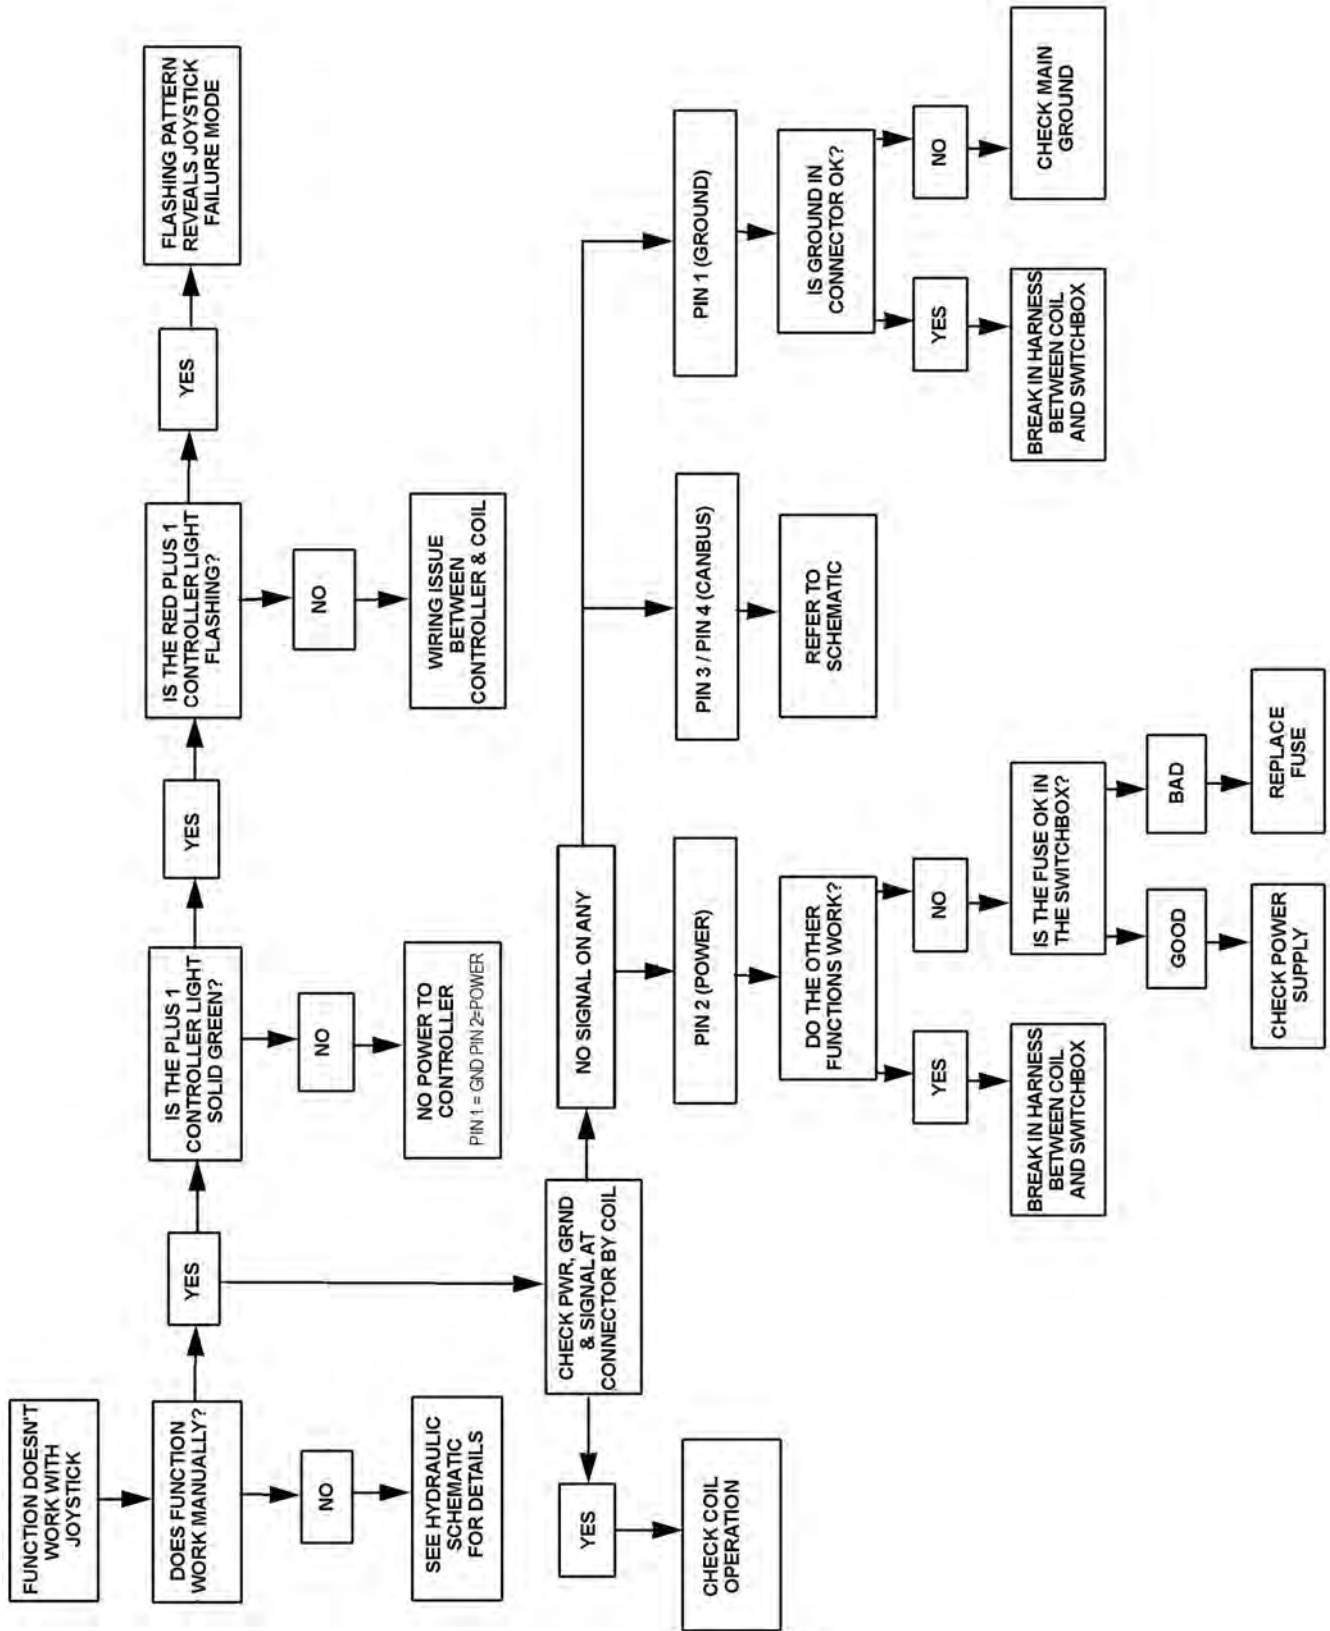 FUNCTION DOESN'T
WORK WITH
JOYSTICK
DOES FUNCTION
WORK MANUALLY?
NO
SEE HYDRAULIC
SCHEMATIC
FOR DETAILS
YES
IS THE PLUS 1
CONTROLLER LIGHT
SOLID GREEN?
NO
NO POWER TO
CONTROLLER
PIN 1 = GND PIN 2=POWER
YES
IS THE RED PLUS 1
CONTROLLER LIGHT
FLASHING?
NO
WIRING ISSUE
BETWEEN
CONTROLLER & COIL
YES
FLASHING PATTERN
REVEALS JOYSTICK
FAILURE MODE
CHECK PWR, GRND
& SIGNAL AT
CONNECTOR BY COIL
YES
CHECK COIL
OPERATION
NO SIGNAL ON ANY
PIN 2 (POWER)
DO THE OTHER
FUNCTIONS WORK?
YES
BREAK IN HARNESS
BETWEEN COIL
AND SWITCHBOX
NO
IS THE FUSE OK IN
THE SWITCHBOX?
GOOD
CHECK POWER
SUPPLY
BAD
REPLACE
FUSE
PIN 3 / PIN 4 (CANBUS)
REFER TO
SCHEMATIC
PIN 1 (GROUND)
IS GROUND IN
CONNECTOR OK?
YES
BREAK IN HARNESS
BETWEEN COIL
AND SWITCHBOX
NO
CHECK MAIN
GROUND